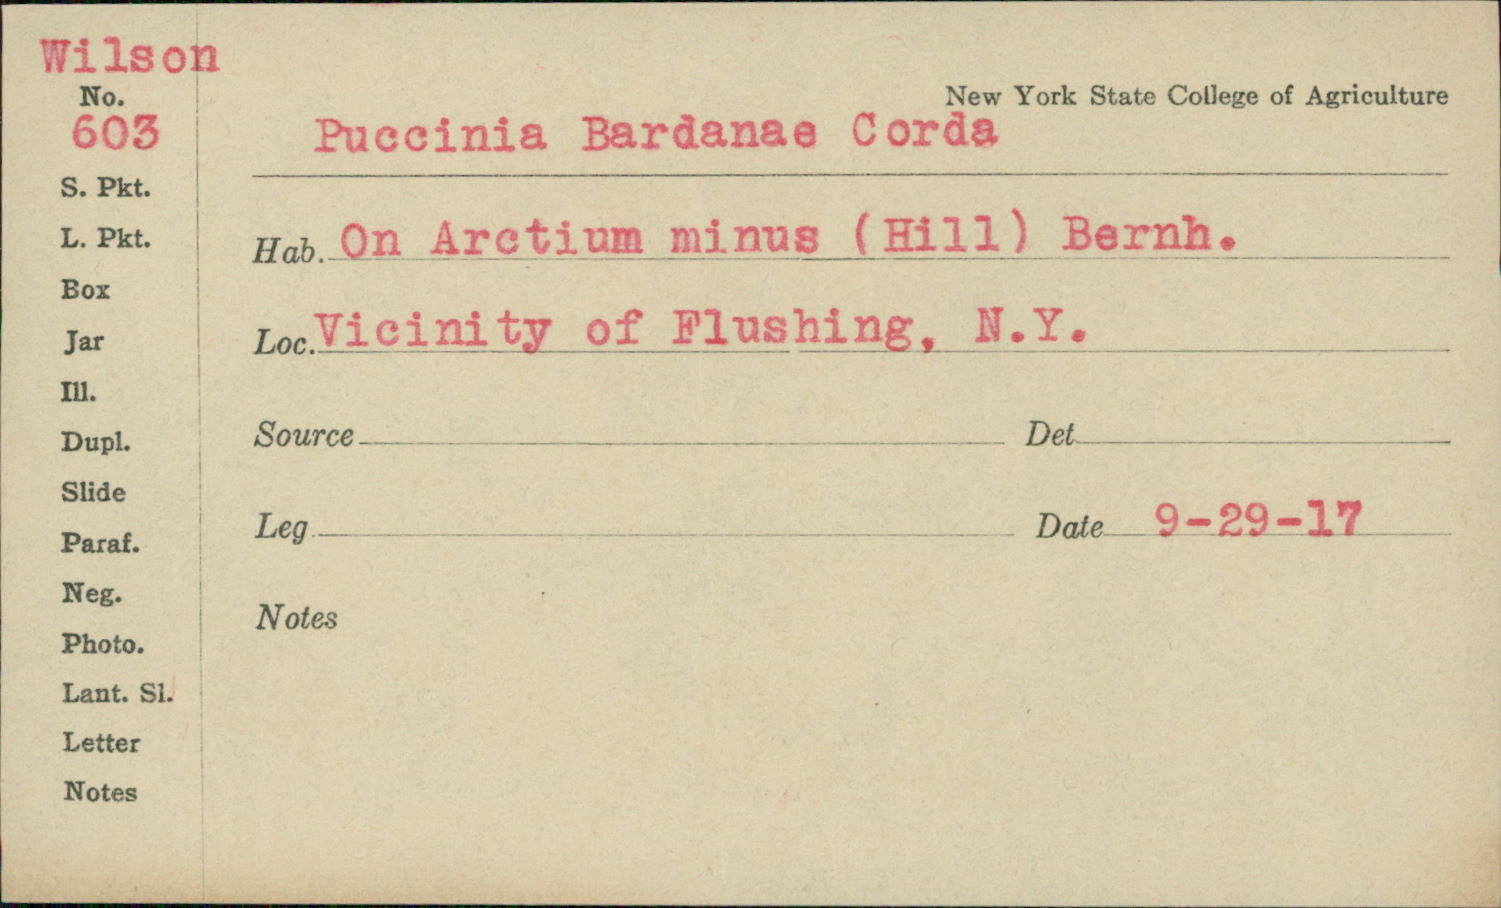 Wilson
No.
603
S. Pkt.
L. Pkt.
Box
Jar
Ill.
Dupl.
Slide
Paraf.
Neg.
Photo.
Lant. Sl.
Letter
Notes
New York State College of Agriculture
Puccinia Bardanae Corda
Hab. On Arctium minus (Hill) Bernh.
Loc. Vicinity of Flushing, N.Y.
Source Det
Leg Date 9-29-17
Notes